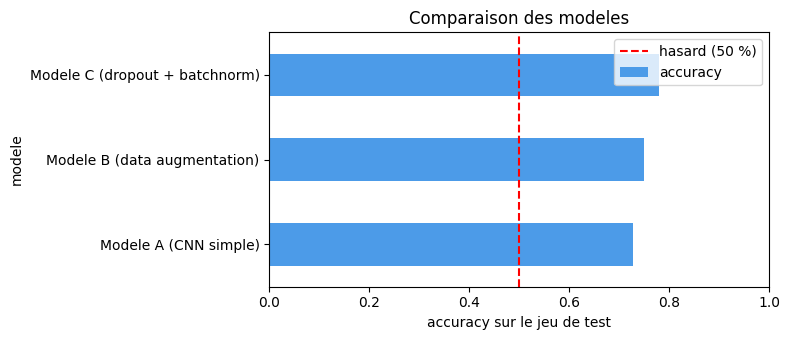 Comparaison des modeles
hasard (50 %)
accuracy
Modele C (dropout + batchnorm)
Modele B (data augmentation)
Modele A (CNN simple)
modele
0.0 0.2 0.4 0.6 0.8 1.0
accuracy sur le jeu de test